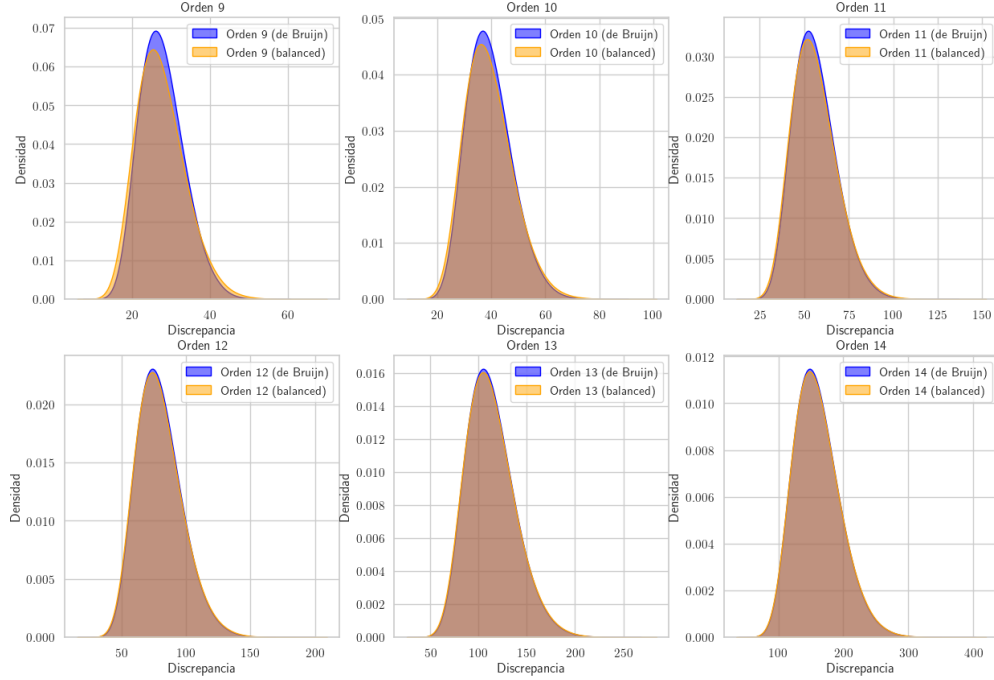 Orden 9
Densidad
0.00
0.01
0.02
0.03
0.04
0.05
0.06
0.07
20
40
60
Discrepancia
Orden 9 (de Bruijn)
Orden 9 (balanced)
Orden 10
Densidad
0.00
0.01
0.02
0.03
0.04
0.05
20
40
60
80
100
Discrepancia
Orden 10 (de Bruijn)
Orden 10 (balanced)
Orden 11
Densidad
0.000
0.005
0.010
0.015
0.020
0.025
0.030
25
50
75
100
125
150
Discrepancia
Orden 11 (de Bruijn)
Orden 11 (balanced)
Orden 12
Densidad
0.000
0.005
0.010
0.015
0.020
50
100
150
200
Discrepancia
Orden 12 (de Bruijn)
Orden 12 (balanced)
Orden 13
Densidad
0.000
0.002
0.004
0.006
0.008
0.010
0.012
0.014
0.016
50
100
150
200
250
Discrepancia
Orden 13 (de Bruijn)
Orden 13 (balanced)
Orden 14
Densidad
0.000
0.002
0.004
0.006
0.008
0.010
0.012
100
200
300
400
Discrepancia
Orden 14 (de Bruijn)
Orden 14 (balanced)